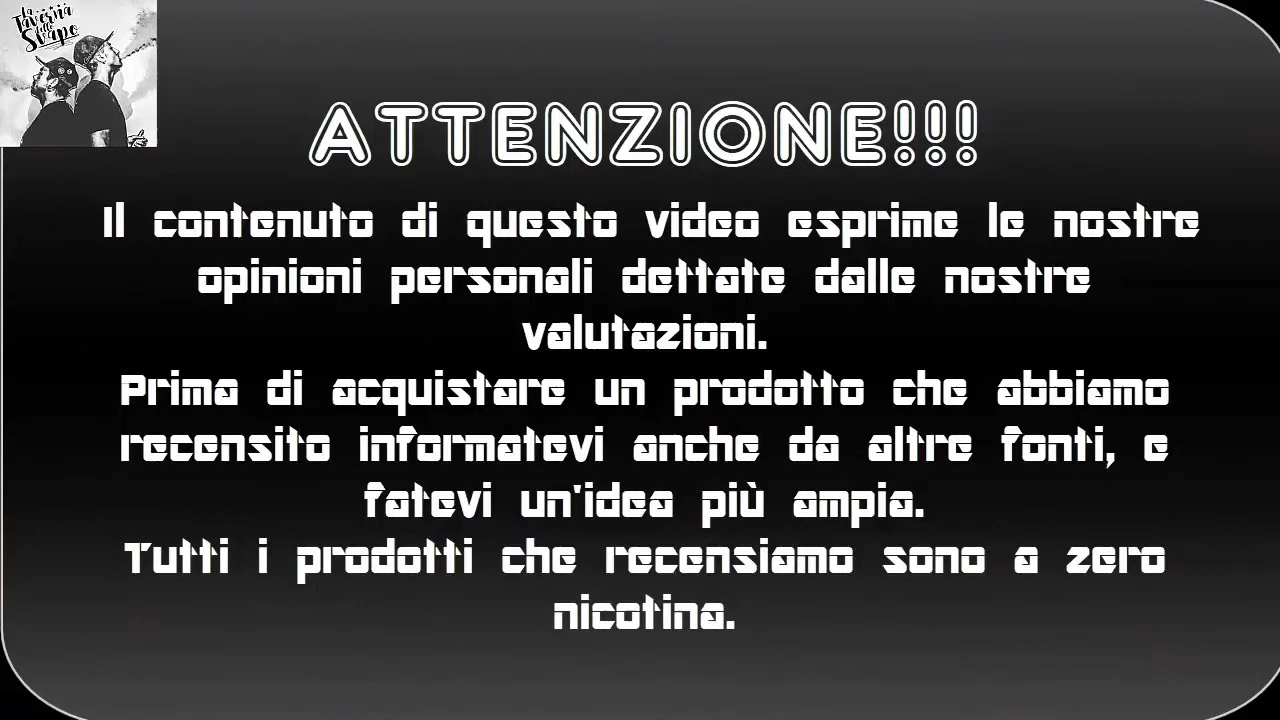 La
Taverna
dello
Svapo
ATTENZIONE!!!
Il contenuto di questo video esprime le nostre
opinioni personali dettate dalle nostre
valutazioni.
Prima di acquistare un prodotto che abbiamo
recensito informatevi anche da altre fonti, e
fatevi un'idea più ampia.
Tutti i prodotti che recensiamo sono a zero
nicotina.